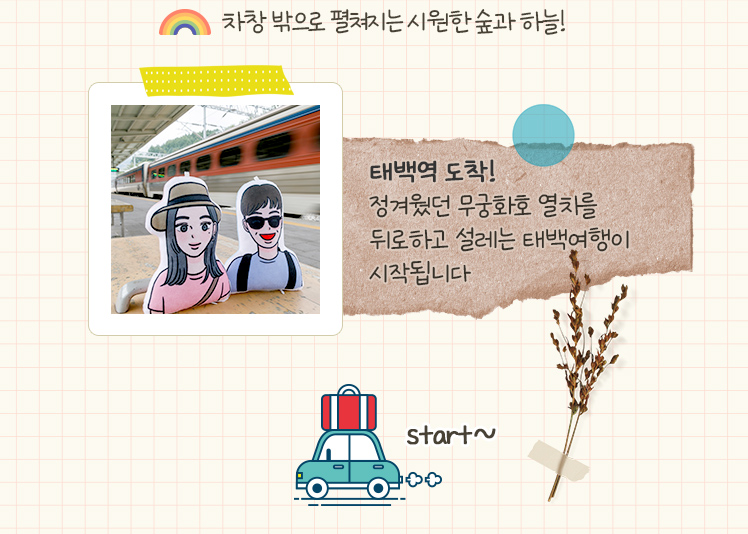 차창 밖으로 펼쳐지는 시원한 숲과 하늘!
태백역 도착!
정겨웠던 무궁화호 열차를
뒤로하고 설레는 태백여행이
시작됩니다
start~